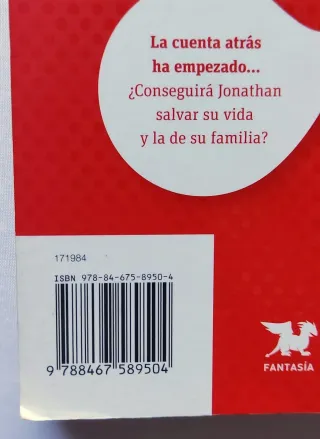 La cuenta atrás
ha empezado...
¿Conseguirá Jonathan
salvar su vida
y la de su familia?
171984
ISBN 978-84-675-8950-4
9 788467 589504
FANTASÍA